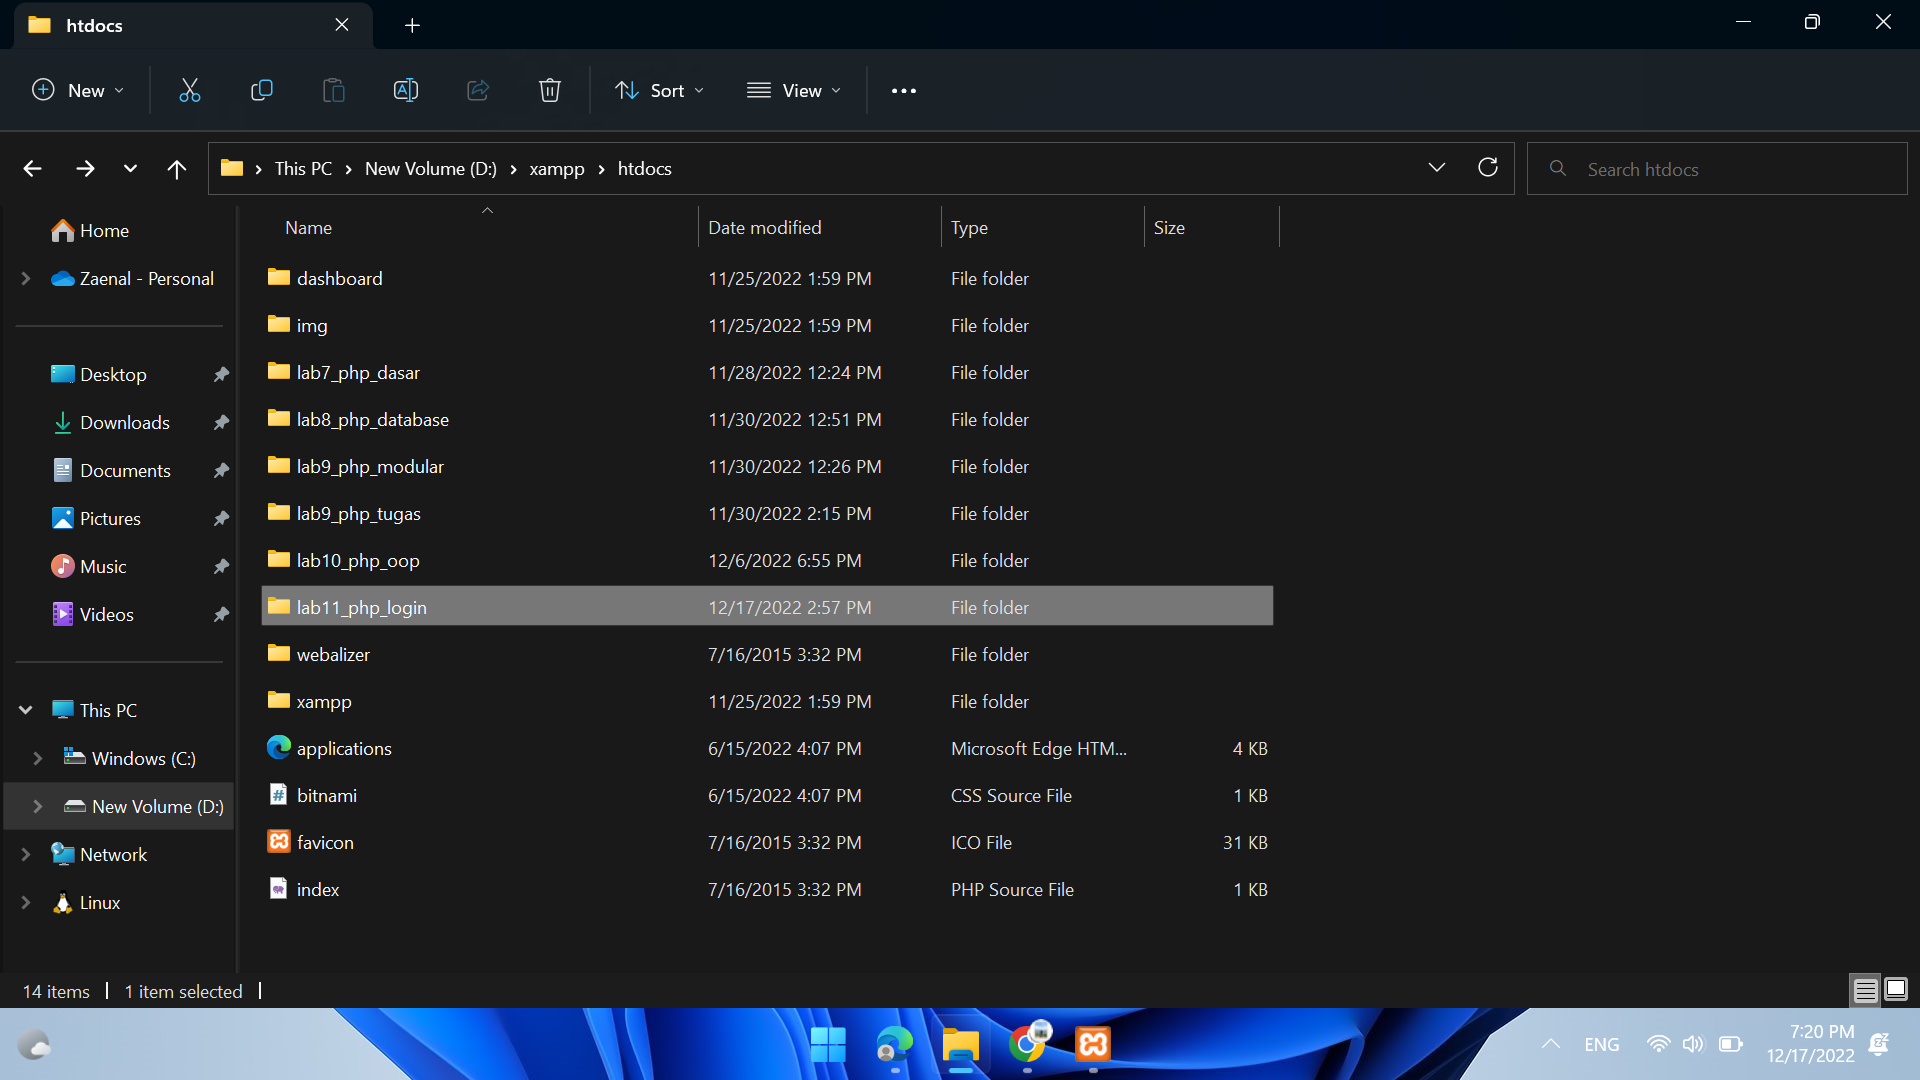 htdocs
New
Sort
View
This PC > New Volume (D:) > xampp > htdocs
Search htdocs
Home
Zaenal - Personal
Desktop
Downloads
Documents
Pictures
Music
Videos
This PC
Windows (C:)
New Volume (D:)
Network
Linux
Name Date modified Type Size
dashboard 11/25/2022 1:59 PM File folder
img 11/25/2022 1:59 PM File folder
lab7_php_dasar 11/28/2022 12:24 PM File folder
lab8_php_database 11/30/2022 12:51 PM File folder
lab9_php_modular 11/30/2022 12:26 PM File folder
lab9_php_tugas 11/30/2022 2:15 PM File folder
lab10_php_oop 12/6/2022 6:55 PM File folder
lab11_php_login 12/17/2022 2:57 PM File folder
webalizer 7/16/2015 3:32 PM File folder
xampp 11/25/2022 1:59 PM File folder
applications 6/15/2022 4:07 PM Microsoft Edge HTM... 4 KB
bitnami 6/15/2022 4:07 PM CSS Source File 1 KB
favicon 7/16/2015 3:32 PM ICO File 31 KB
index 7/16/2015 3:32 PM PHP Source File 1 KB
14 items | 1 item selected |
ENG
7:20 PM
12/17/2022